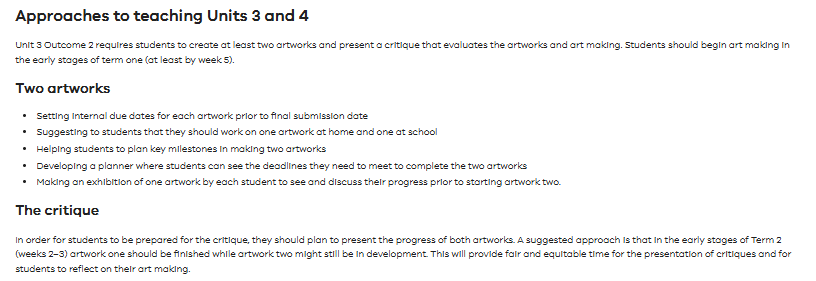 Approaches to teaching Units 3 and 4
Unit 3 Outcome 2 requires students to create at least two artworks and present a critique that evaluates the artworks and art making. Students should begin art making in
the early stages of term one (at least by week 5).
Two artworks
• Setting internal due dates for each artwork prior to final submission date
• Suggesting to students that they should work on one artwork at home and one at school
• Helping students to plan key milestones in making two artworks
• Developing a planner where students can see the deadlines they need to meet to complete the two artworks
• Making an exhibition of one artwork by each student to see and discuss their progress prior to starting artwork two.
The critique
In order for students to be prepared for the critique, they should plan to present the progress of both artworks. A suggested approach is that in the early stages of Term 2
(weeks 2–3) artwork one should be finished while artwork two might still be in development. This will provide fair and equitable time for the presentation of critiques and for
students to reflect on their art making.